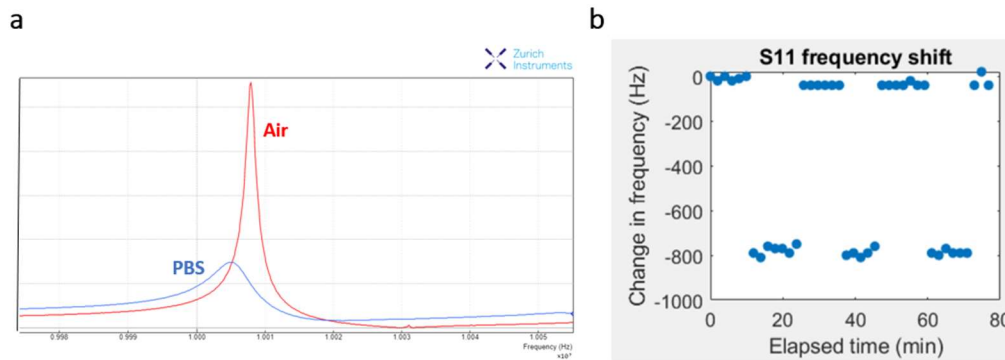 a
Zurich
Instruments
Air
PBS
0.998
0.999
1.000
1.001
1.002
1.003
1.004
1.005
Frequency (Hz)
b
S11 frequency shift
Change in frequency (Hz)
0
-200
-400
-600
-800
-1000
0
20
40
60
80
Elapsed time (min)